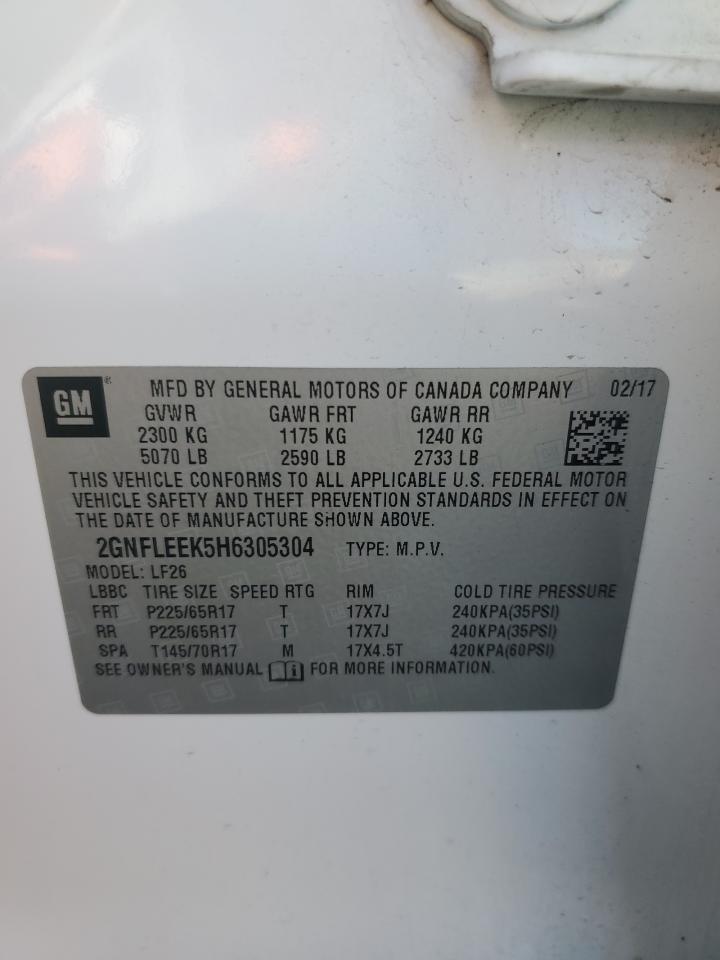 GM ® MFD BY GENERAL MOTORS OF CANADA COMPANY 02/17
GVWR GAWR FRT GAWR RR
2300 KG 1175 KG 1240 KG
5070 LB 2590 LB 2733 LB
THIS VEHICLE CONFORMS TO ALL APPLICABLE U.S. FEDERAL MOTOR
VEHICLE SAFETY AND THEFT PREVENTION STANDARDS IN EFFECT ON
THE DATE OF MANUFACTURE SHOWN ABOVE.
2GNFLEEK5H6305304 TYPE: M.P.V.
MODEL: LF26
LBBC TIRE SIZE SPEED RTG RIM COLD TIRE PRESSURE
FRT P225/65R17 T 17X7J 240KPA(35PSI)
RR P225/65R17 T 17X7J 240KPA(35PSI)
SPA T145/70R17 M 17X4.5T 420KPA(60PSI)
SEE OWNER'S MANUAL i FOR MORE INFORMATION.